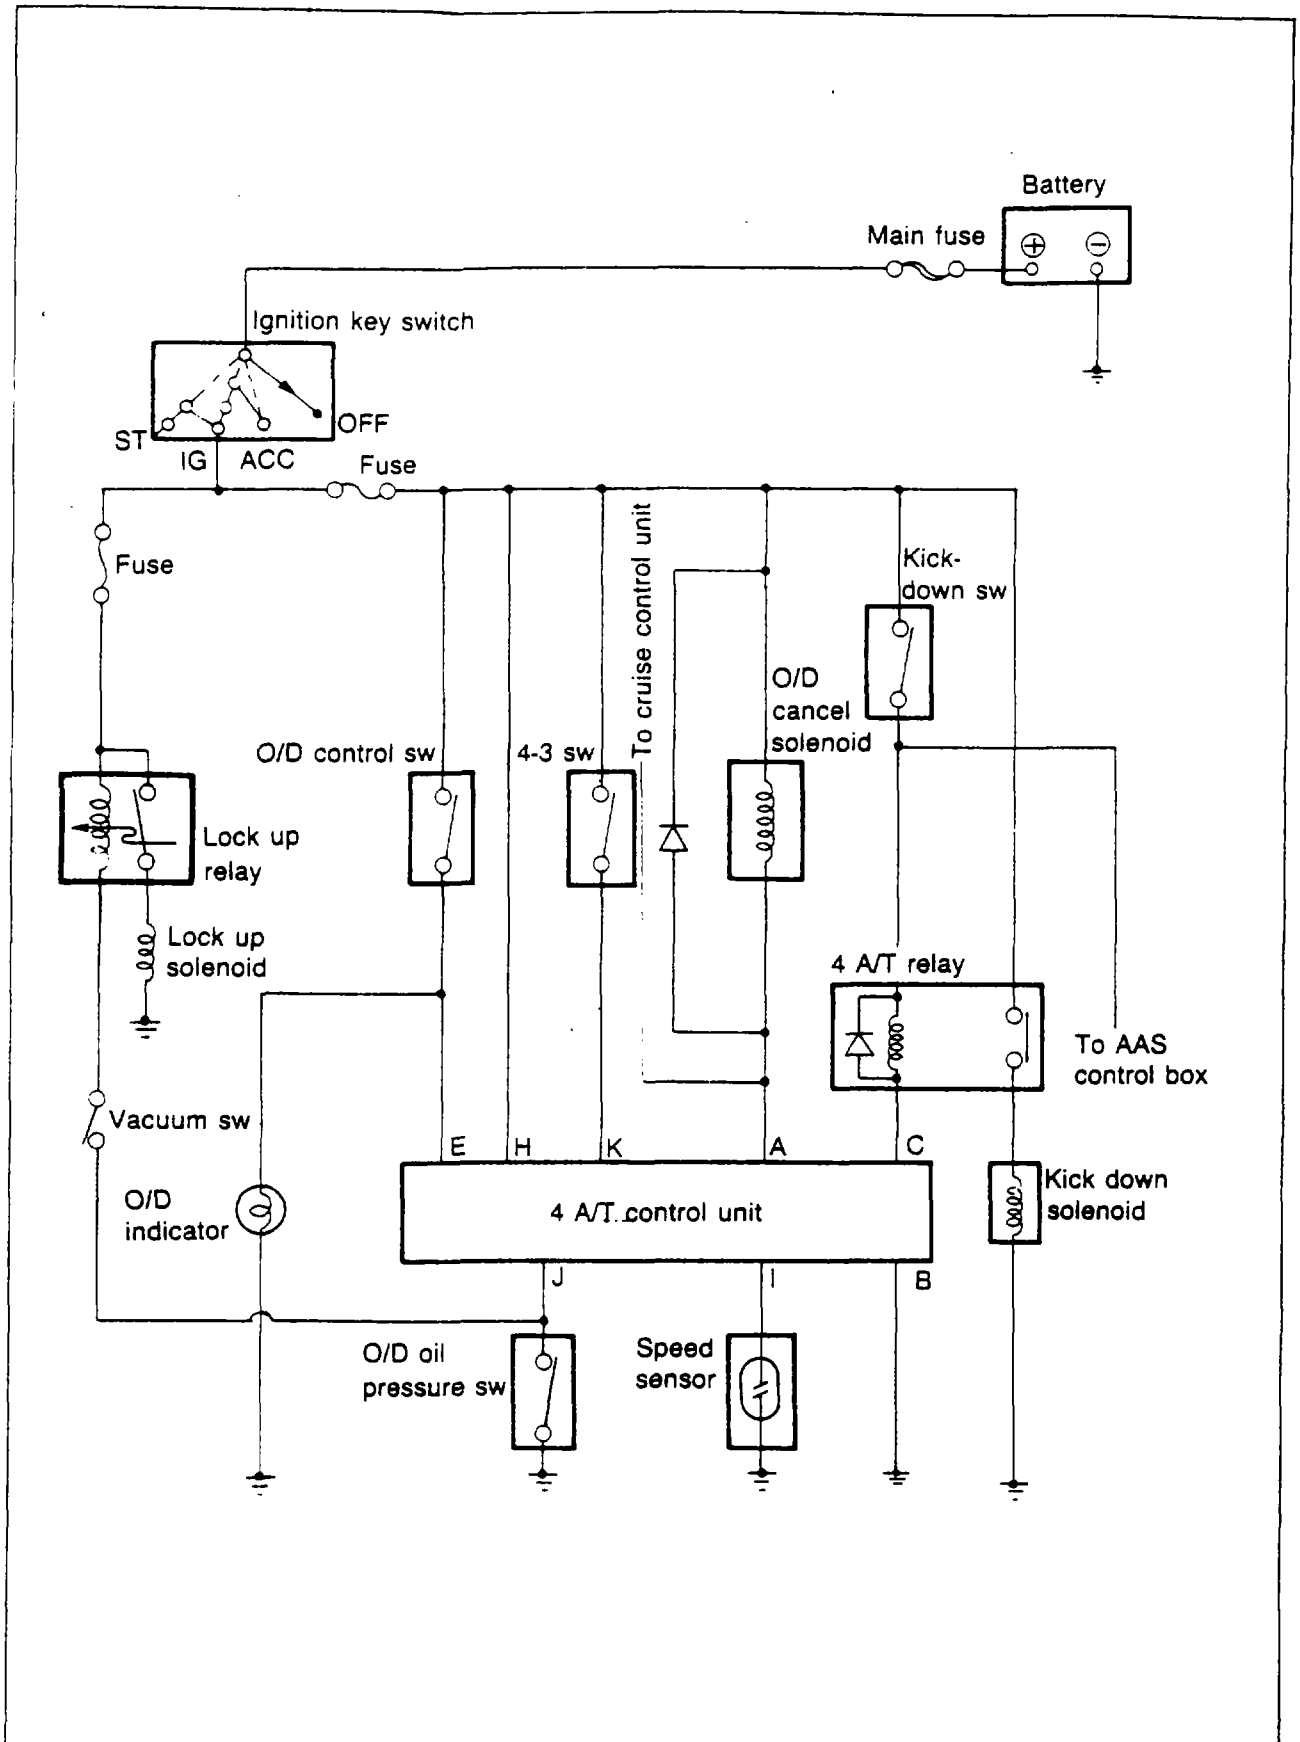 Battery
Main fuse
⊕ ⊖
Ignition key switch
ST
IG
ACC
OFF
Fuse
Fuse
To cruise control unit
Kick-
down sw
O/D
cancel
solenoid
O/D control sw
4-3 sw
Lock up
relay
Lock up
solenoid
4 A/T relay
To AAS
control box
Vacuum sw
E H K A C
O/D
indicator
4 A/T control unit
Kick down
solenoid
J I B
O/D oil
pressure sw
Speed
sensor